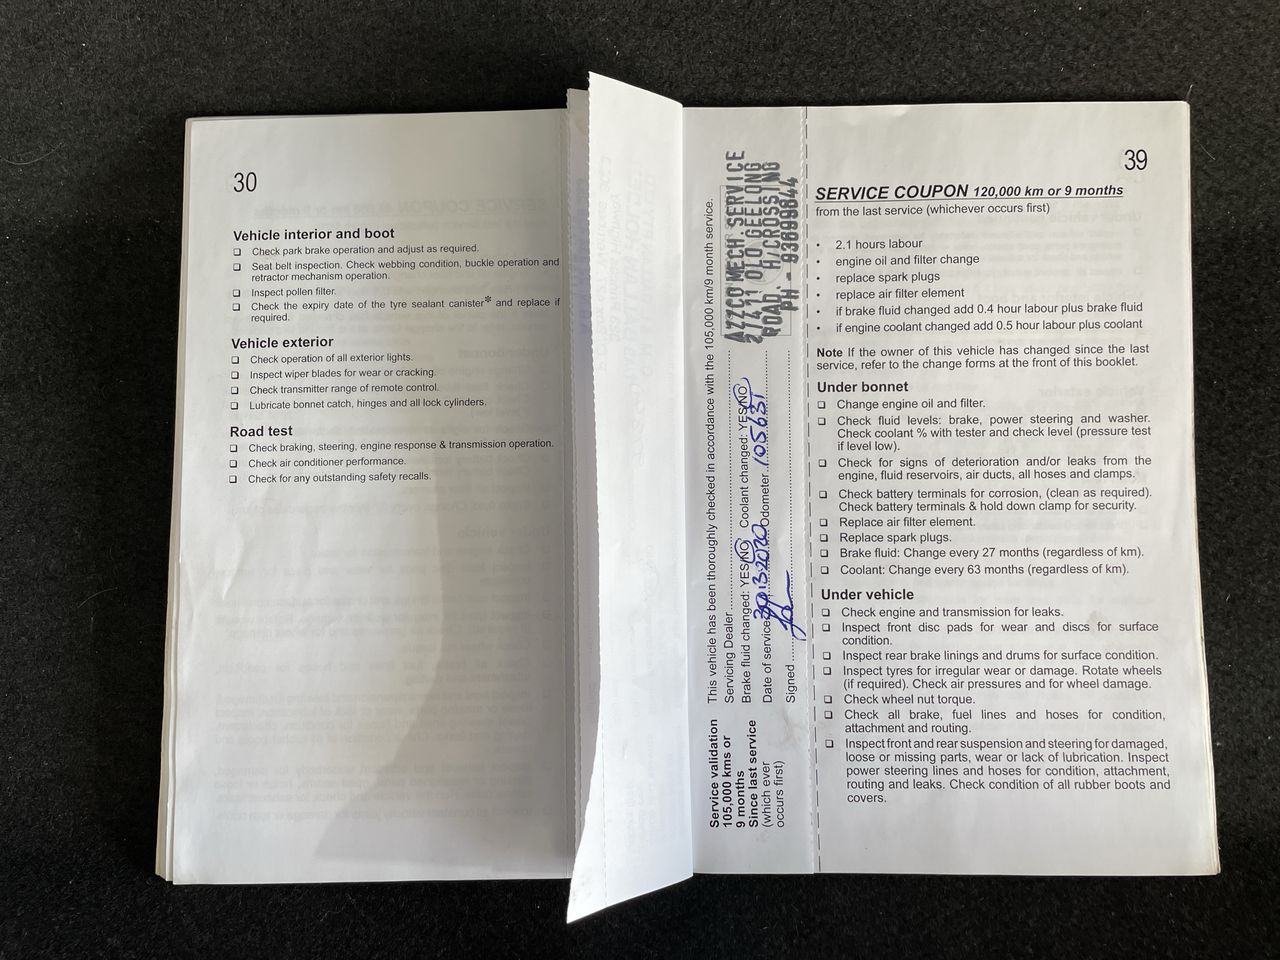 30
Vehicle interior and boot
❑ Check park brake operation and adjust as required.
❑ Seat belt inspection. Check webbing condition, buckle operation and
retractor mechanism operation.
❑ Inspect pollen filter.
❑ Check the expiry date of the tyre sealant canister* and replace if
required.
Vehicle exterior
❑ Check operation of all exterior lights.
❑ Inspect wiper blades for wear or cracking.
❑ Check transmitter range of remote control.
❑ Lubricate bonnet catch, hinges and all lock cylinders.
Road test
❑ Check braking, steering, engine response & transmission operation.
❑ Check air conditioner performance.
❑ Check for any outstanding safety recalls.
Service validation
105,000 kms or
9 months
Since last service
(which ever
occurs first)
This vehicle has been thoroughly checked in accordance with the 105,000 km/9 month service.
Servicing Dealer
Brake fluid changed: YES/NO Coolant changed: YES/NO
Date of service Odometer 105631
Signed
AZZCO MECH SERVICE
OLD GEELONG
ROAD, H/CROSSING
PH - 93699644
39
SERVICE COUPON 120,000 km or 9 months
from the last service (whichever occurs first)
• 2.1 hours labour
• engine oil and filter change
• replace spark plugs
• replace air filter element
• if brake fluid changed add 0.4 hour labour plus brake fluid
• if engine coolant changed add 0.5 hour labour plus coolant
Note If the owner of this vehicle has changed since the last
service, refer to the change forms at the front of this booklet.
Under bonnet
❑ Change engine oil and filter.
❑ Check fluid levels: brake, power steering and washer.
Check coolant % with tester and check level (pressure test
if level low).
❑ Check for signs of deterioration and/or leaks from the
engine, fluid reservoirs, air ducts, all hoses and clamps.
❑ Check battery terminals for corrosion, (clean as required).
Check battery terminals & hold down clamp for security.
❑ Replace air filter element.
❑ Replace spark plugs.
❑ Brake fluid: Change every 27 months (regardless of km).
❑ Coolant: Change every 63 months (regardless of km).
Under vehicle
❑ Check engine and transmission for leaks.
❑ Inspect front disc pads for wear and discs for surface
condition.
❑ Inspect rear brake linings and drums for surface condition.
❑ Inspect tyres for irregular wear or damage. Rotate wheels
(if required). Check air pressures and for wheel damage.
❑ Check wheel nut torque.
❑ Check all brake, fuel lines and hoses for condition,
attachment and routing.
❑ Inspect front and rear suspension and steering for damaged,
loose or missing parts, wear or lack of lubrication. Inspect
power steering lines and hoses for condition, attachment,
routing and leaks. Check condition of all rubber boots and
covers.